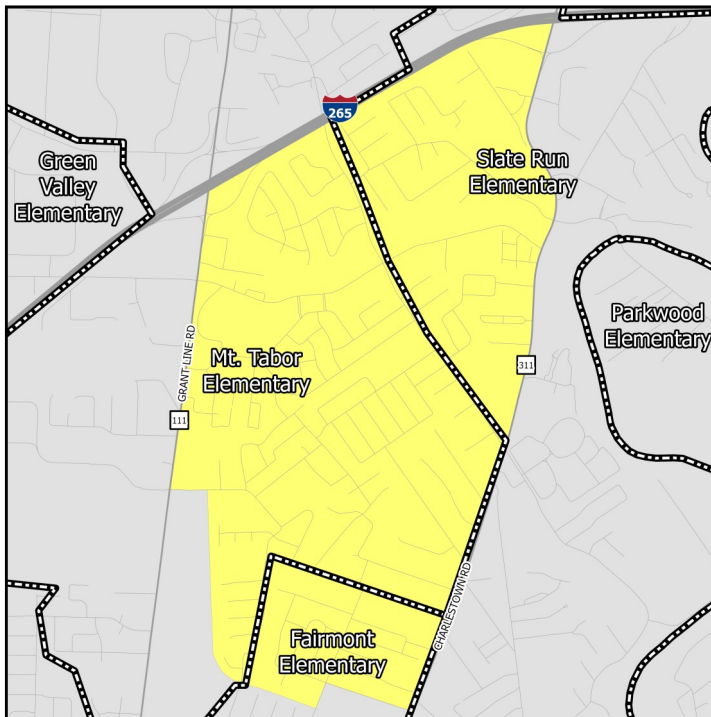 265
Green
Valley
Elementary
Slate Run
Elementary
Parkwood
Elementary
GRANT LINE RD
Mt. Tabor
Elementary
311
111
CHARLESTOWN RD
Fairmont
Elementary